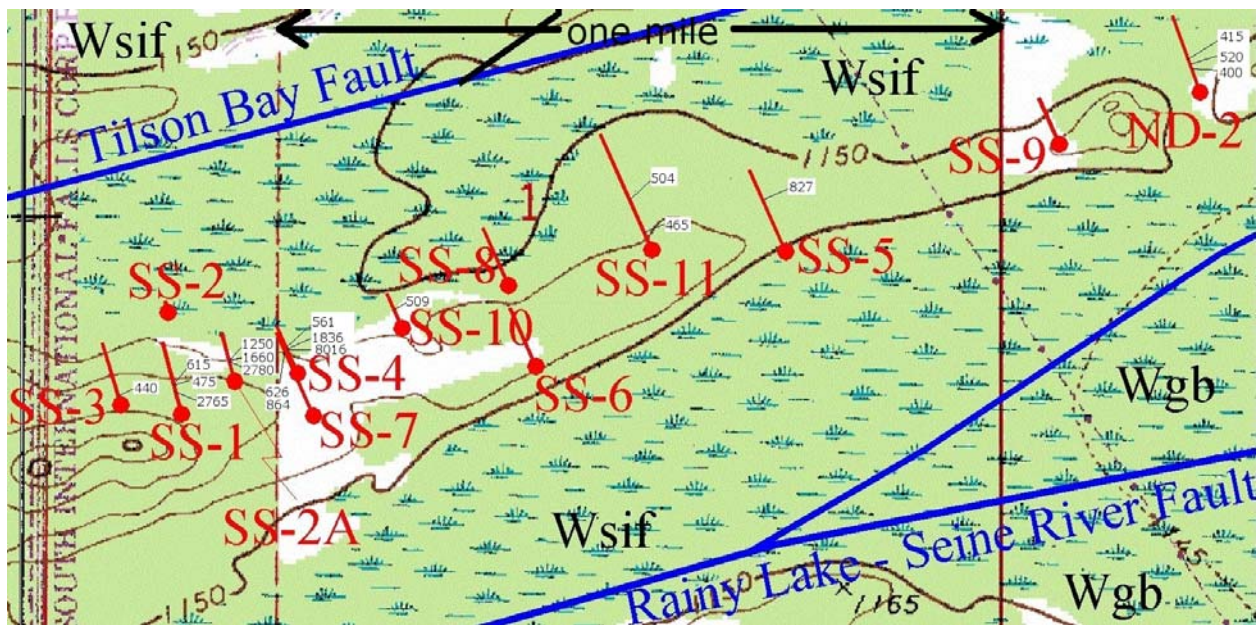 Wsif
1150
one mile
Wsif
415
520
400
Tilson Bay Fault
SOUTH INTERNATIONAL FALLS CORP
1150
SS-9
ND-2
504
827
1
465
SS-8
SS-11
SS-5
SS-2
509
SS-10
561
1836
8016
1250
1660
2780
615
475
2765
440
626
864
SS-4
SS-3
SS-1
SS-7
SS-6
Wgb
SS-2A
Wsif
Rainy Lake - Seine River Fault
1150
1165
Wgb